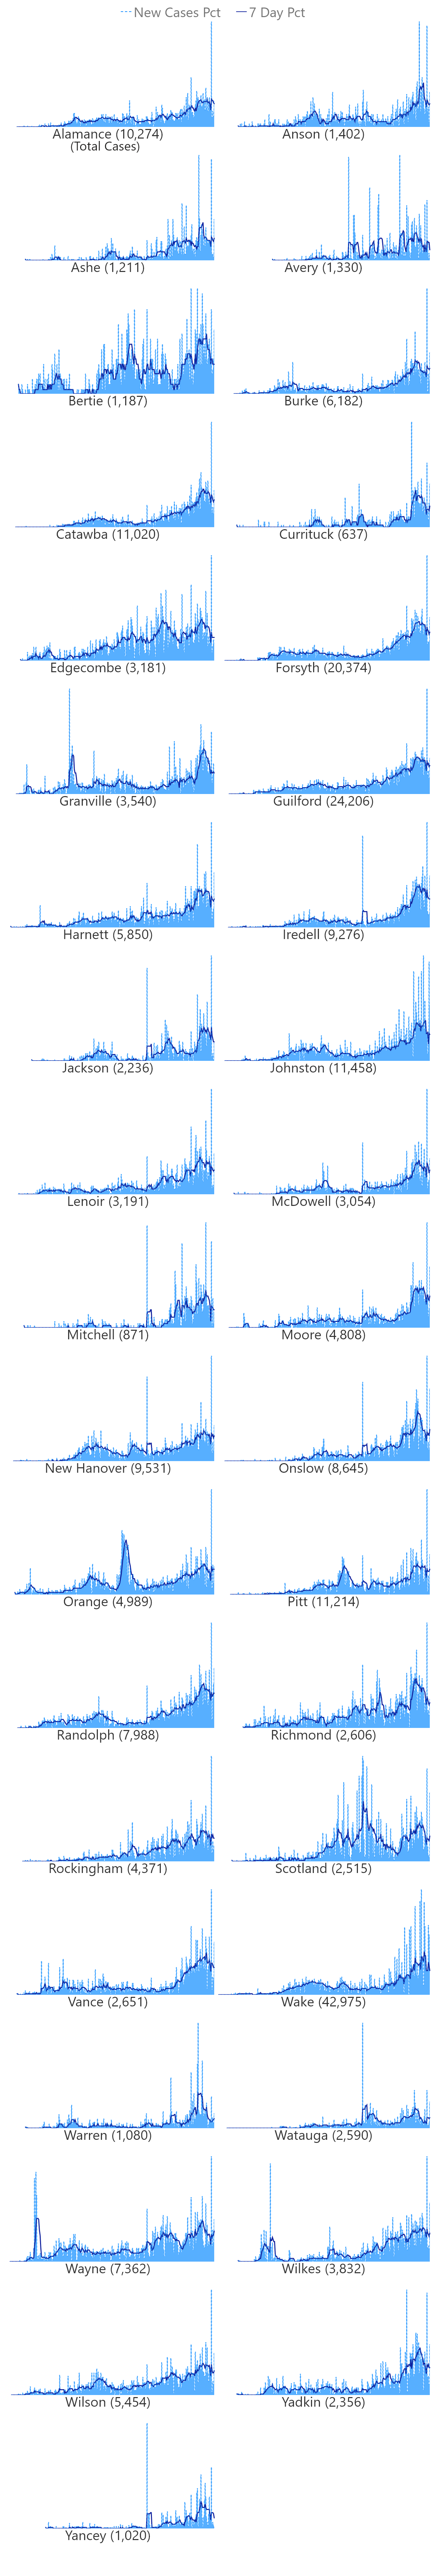 New Cases Pct 7 Day Pct
Alamance (10,274) Anson (1,402)
(Total Cases)
Ashe (1,211) Avery (1,330)
Bertie (1,187) Burke (6,182)
Catawba (11,020) Currituck (637)
Edgecombe (3,181) Forsyth (20,374)
Granville (3,540) Guilford (24,206)
Harnett (5,850) Iredell (9,276)
Jackson (2,236) Johnston (11,458)
Lenoir (3,191) McDowell (3,054)
Mitchell (871) Moore (4,808)
New Hanover (9,531) Onslow (8,645)
Orange (4,989) Pitt (11,214)
Randolph (7,988) Richmond (2,606)
Rockingham (4,371) Scotland (2,515)
Vance (2,651) Wake (42,975)
Warren (1,080) Watauga (2,590)
Wayne (7,362) Wilkes (3,832)
Wilson (5,454) Yadkin (2,356)
Yancey (1,020)